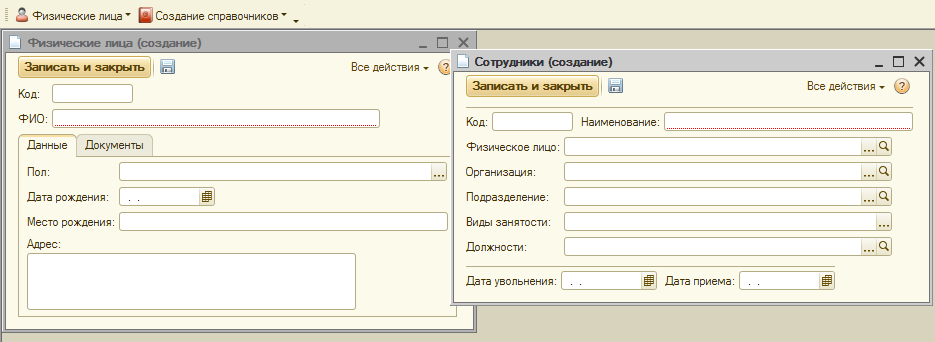 Физические лица Создание справочников
Физические лица (создание)
Записать и закрыть Все действия ?
Код:
ФИО:
Данные Документы
Пол: ...
Дата рождения: . .
Место рождения:
Адрес:
Сотрудники (создание)
Записать и закрыть Все действия ?
Код: Наименование:
Физическое лицо: ...
Организация: ...
Подразделение: ...
Виды занятости: ...
Должности: ...
Дата увольнения: . . Дата приема: . .